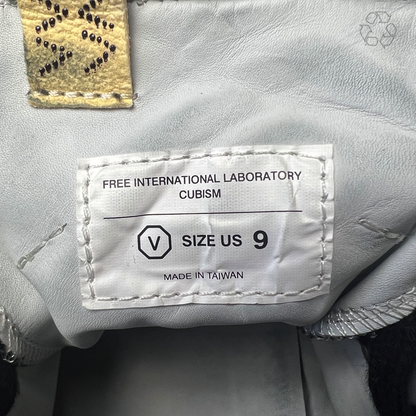 FREE INTERNATIONAL LABORATORY
CUBISM
V SIZE US 9
MADE IN TAIWAN